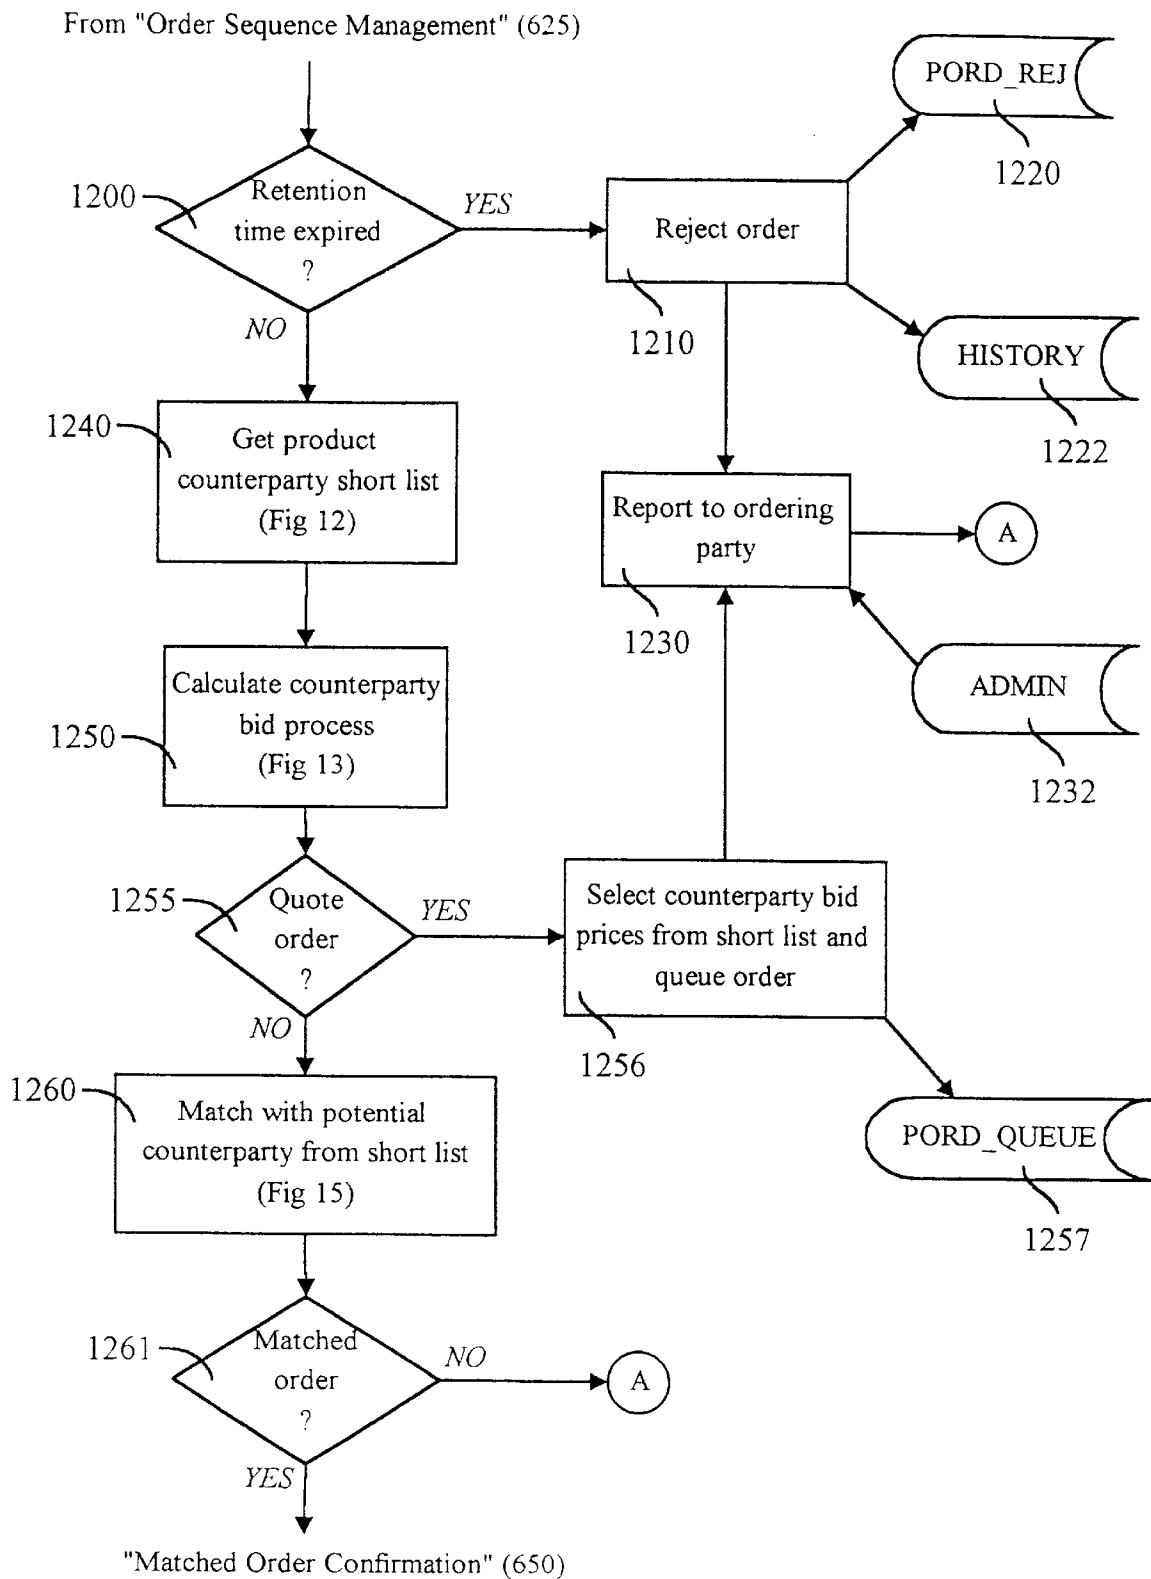 From "Order Sequence Management" (625)
PORD_REJ
1220
1200
Retention
time expired
?
YES
Reject order
1210
NO
HISTORY
1222
1240
Get product
counterparty short list
(Fig 12)
Report to ordering
party
A
1230
ADMIN
1232
1250
Calculate counterparty
bid process
(Fig 13)
1255
Quote
order
?
YES
Select counterparty bid
prices from short list and
queue order
1256
NO
PORD_QUEUE
1257
1260
Match with potential
counterparty from short list
(Fig 15)
1261
Matched
order
?
NO
A
YES
"Matched Order Confirmation" (650)